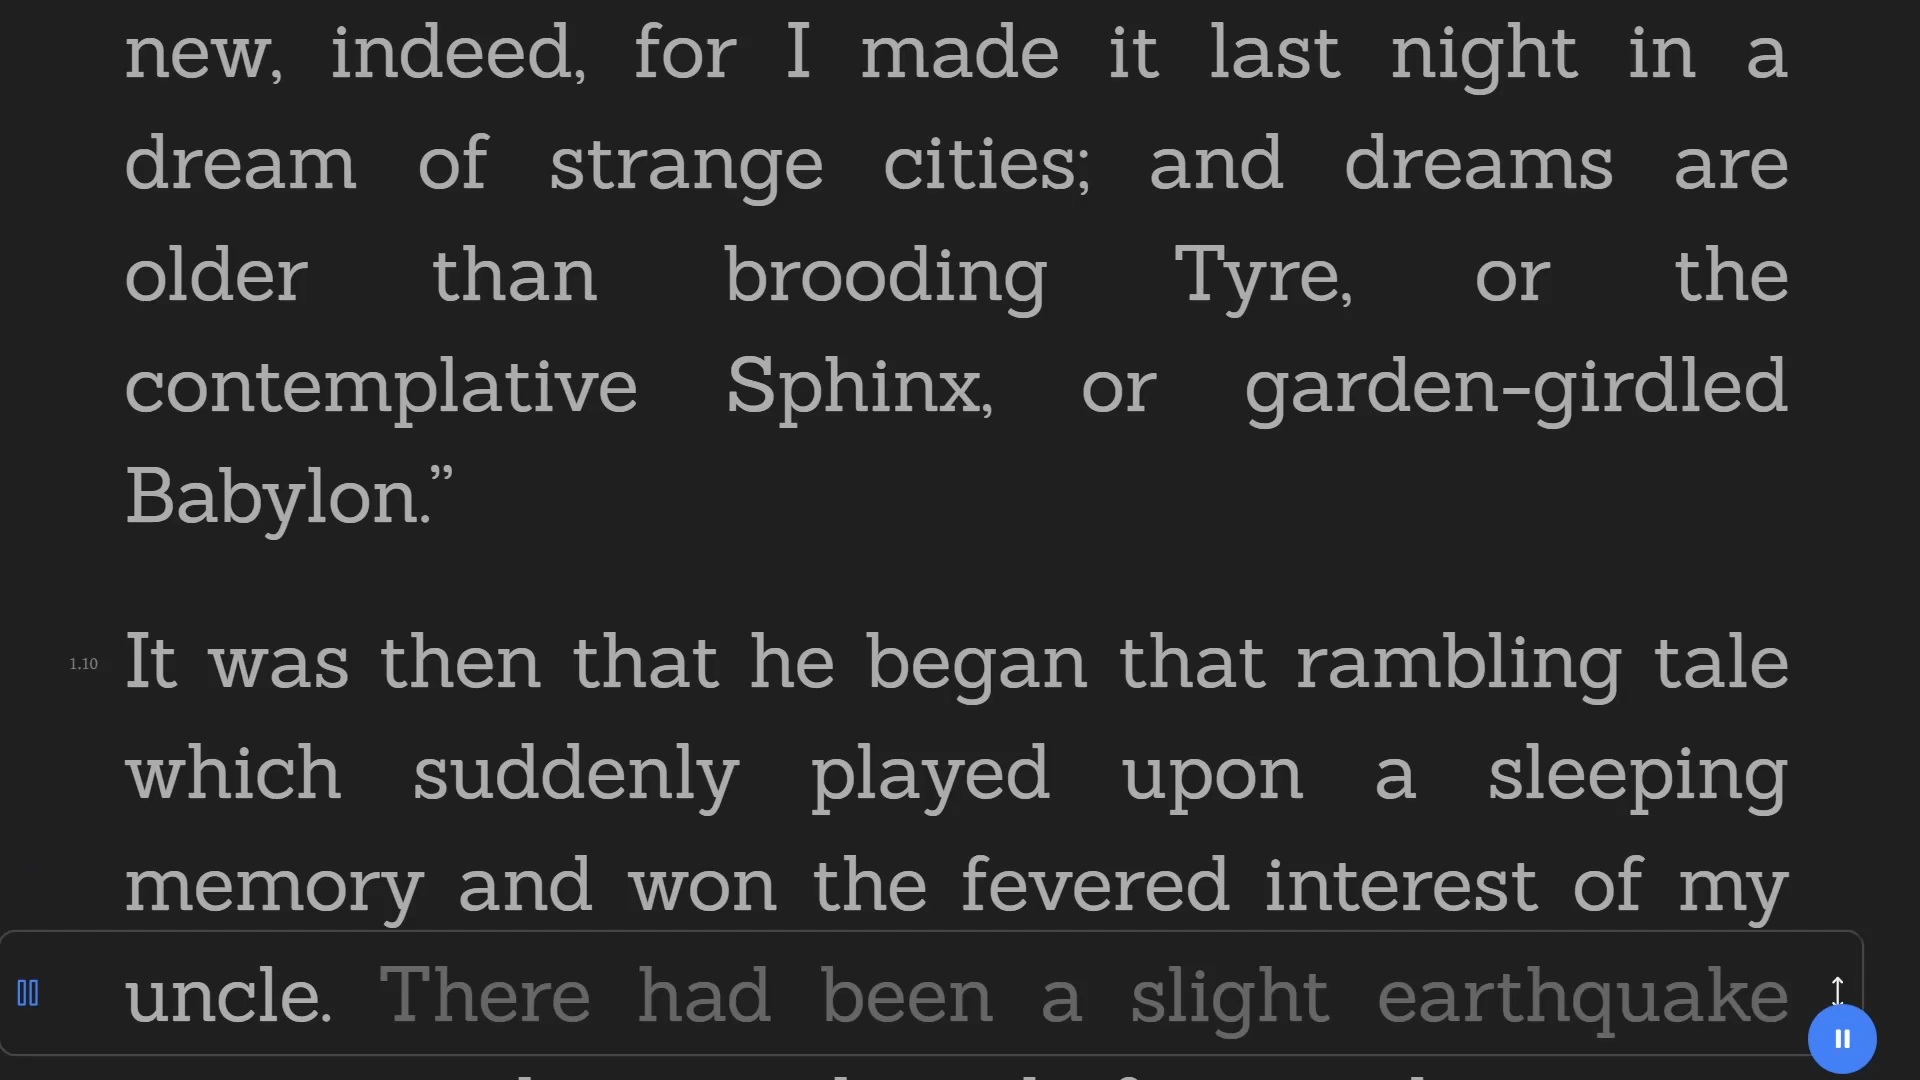 new, indeed, for I made it last night in a
dream of strange cities; and dreams are
older than brooding Tyre, or the
contemplative Sphinx, or garden-girdled
Babylon.”
1.10
It was then that he began that rambling tale
which suddenly played upon a sleeping
memory and won the fevered interest of my
uncle. There had been a slight earthquake